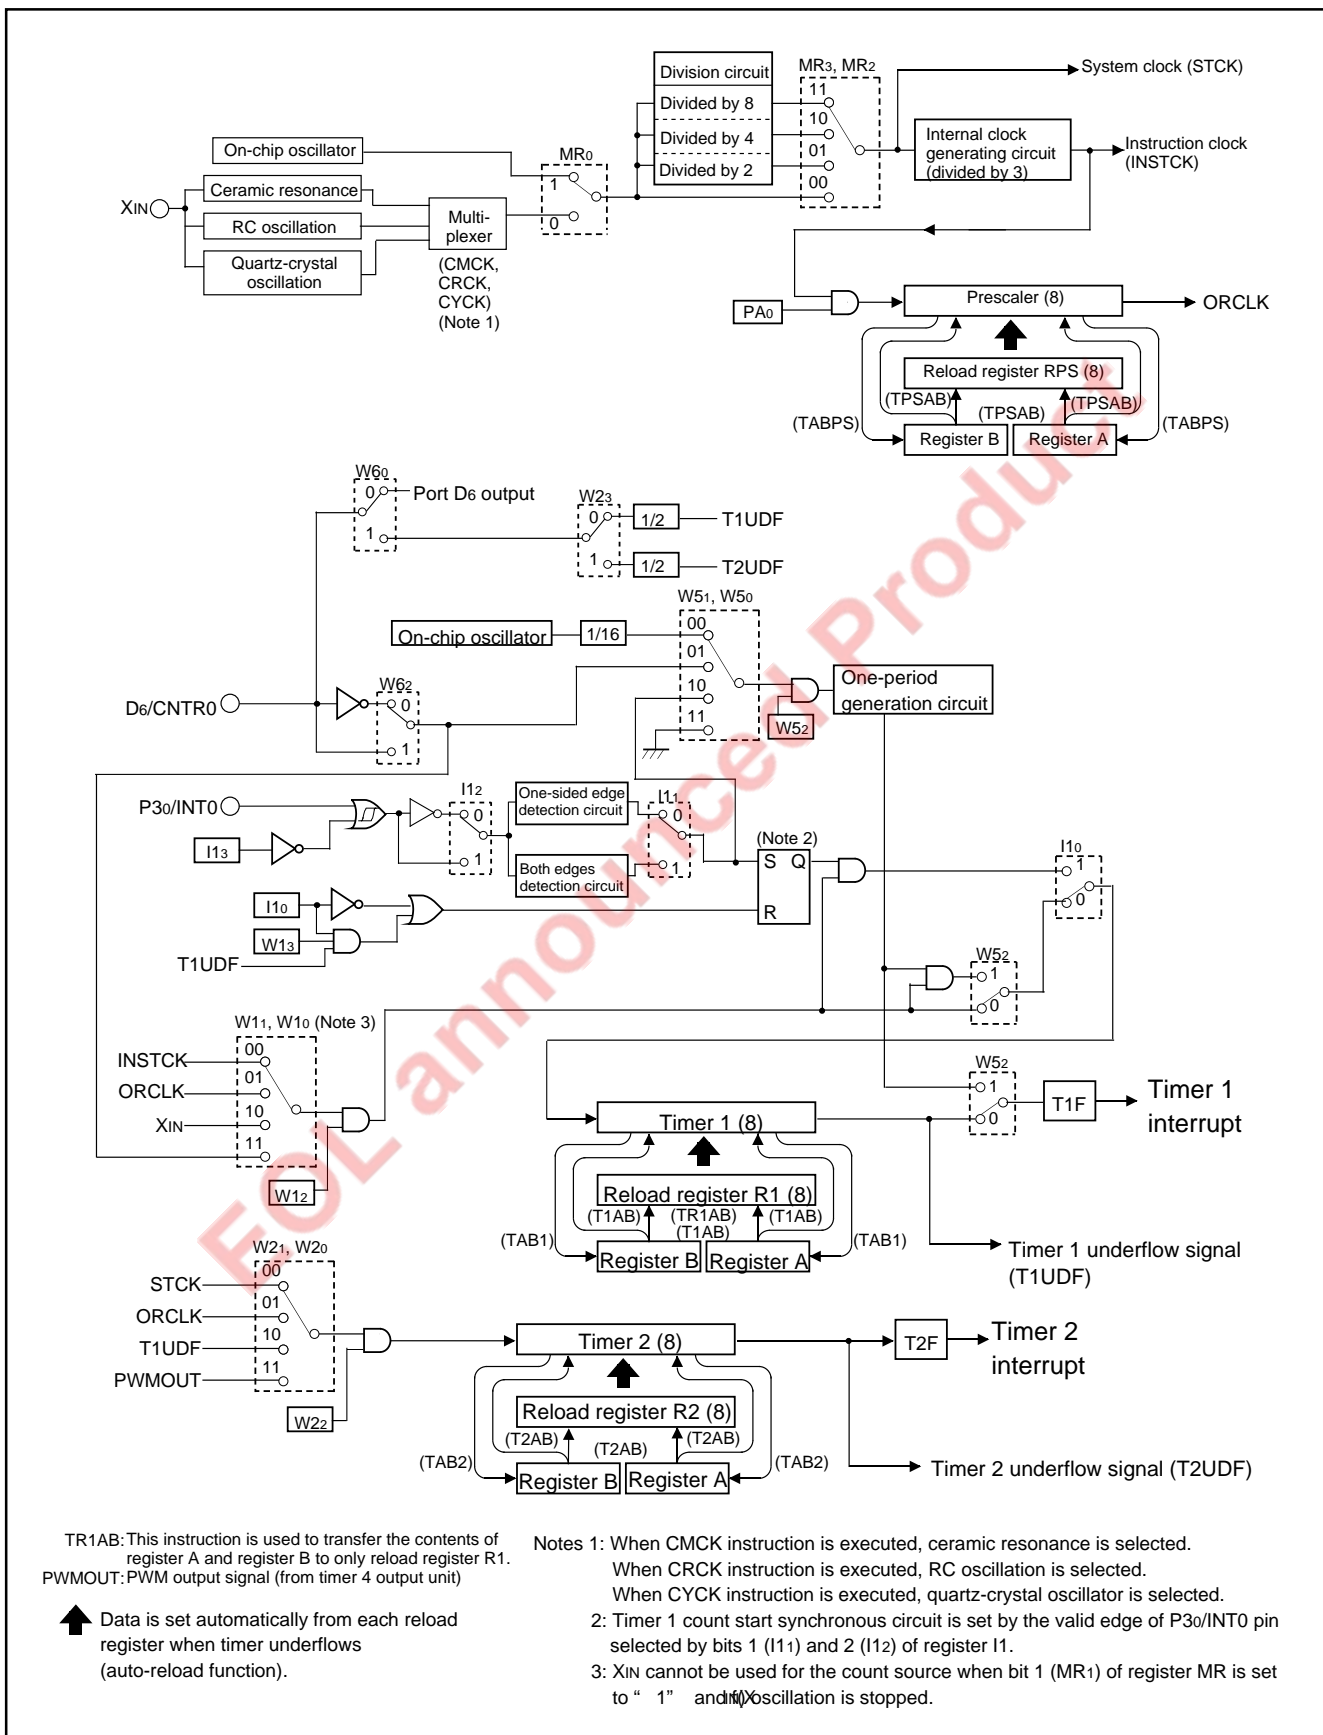 Division circuit
Divided by 8
Divided by 4
Divided by 2
MR3, MR2
11
10
01
00
System clock (STCK)
Internal clock
generating circuit
(divided by 3)
Instruction clock
(INSTCK)
On-chip oscillator
MR0
1
0
XIN
Ceramic resonance
RC oscillation
Quartz-crystal
oscillation
Multi-
plexer
(CMCK,
CRCK,
CYCK)
(Note 1)
PA0
Prescaler (8)
ORCLK
Reload register RPS (8)
(TPSAB)
(TPSAB)
(TPSAB)
(TABPS)
(TABPS)
Register B
Register A
W60
0
1
Port D6 output
W23
0
1
1/2
T1UDF
1/2
T2UDF
W51, W50
00
01
10
11
On-chip oscillator
1/16
W52
One-period
generation circuit
D6/CNTR0
W62
0
1
P30/INT0
I13
I12
0
1
One-sided edge
detection circuit
Both edges
detection circuit
I11
0
1
(Note 2)
S Q
R
I10
1
0
I10
W13
T1UDF
W52
1
0
W11, W10 (Note 3)
00
01
10
11
INSTCK
ORCLK
XIN
W12
W52
1
0
T1F
Timer 1
interrupt
Timer 1 (8)
Reload register R1 (8)
(T1AB)
(TR1AB)
(T1AB)
(T1AB)
(TAB1)
(TAB1)
Register B
Register A
Timer 1 underflow signal
(T1UDF)
W21, W20
00
01
10
11
STCK
ORCLK
T1UDF
PWMOUT
W22
Timer 2 (8)
T2F
Timer 2
interrupt
Reload register R2 (8)
(T2AB)
(T2AB)
(T2AB)
(TAB2)
(TAB2)
Register B
Register A
Timer 2 underflow signal (T2UDF)
TR1AB: This instruction is used to transfer the contents of
register A and register B to only reload register R1.
PWMOUT: PWM output signal (from timer 4 output unit)
Data is set automatically from each reload
register when timer underflows
(auto-reload function).
Notes 1: When CMCK instruction is executed, ceramic resonance is selected.
When CRCK instruction is executed, RC oscillation is selected.
When CYCK instruction is executed, quartz-crystal oscillator is selected.
2: Timer 1 count start synchronous circuit is set by the valid edge of P30/INT0 pin
selected by bits 1 (I11) and 2 (I12) of register I1.
3: XIN cannot be used for the count source when bit 1 (MR1) of register MR is set
to “ 1” and oscillation is stopped.
EOL announced Product